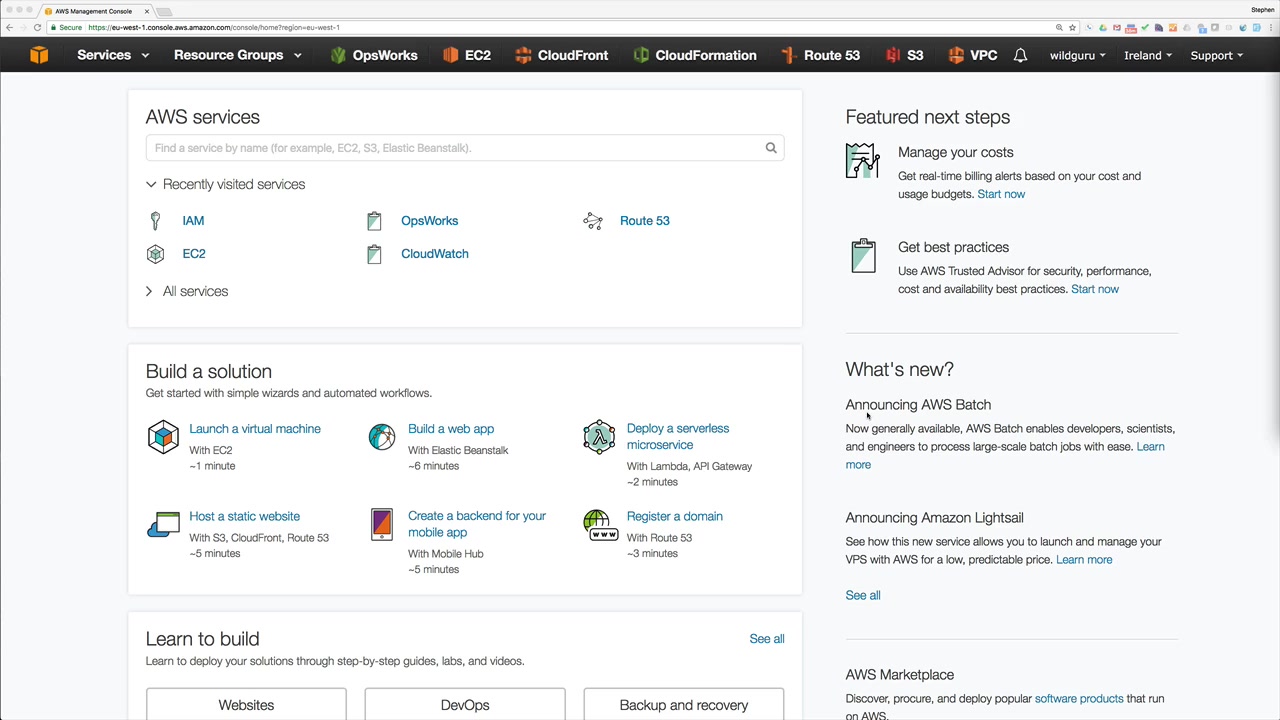 AWS Management Console
Stephen
Secure https://eu-west-1.console.aws.amazon.com/console/home?region=eu-west-1
Services Resource Groups OpsWorks EC2 CloudFront CloudFormation Route 53 S3 VPC wildguru Ireland Support
AWS services
Find a service by name (for example, EC2, S3, Elastic Beanstalk).
Recently visited services
IAM OpsWorks Route 53
EC2 CloudWatch
All services
Build a solution
Get started with simple wizards and automated workflows.
Launch a virtual machine
With EC2
~1 minute
Build a web app
With Elastic Beanstalk
~6 minutes
Deploy a serverless
microservice
With Lambda, API Gateway
~2 minutes
Host a static website
With S3, CloudFront, Route 53
~5 minutes
Create a backend for your
mobile app
With Mobile Hub
~5 minutes
www
Register a domain
With Route 53
~3 minutes
Learn to build
See all
Learn to deploy your solutions through step-by-step guides, labs, and videos.
Websites DevOps Backup and recovery
Featured next steps
Manage your costs
Get real-time billing alerts based on your cost and
usage budgets. Start now
Get best practices
Use AWS Trusted Advisor for security, performance,
cost and availability best practices. Start now
What's new?
Announcing AWS Batch
Now generally available, AWS Batch enables developers, scientists,
and engineers to process large-scale batch jobs with ease. Learn
more
Announcing Amazon Lightsail
See how this new service allows you to launch and manage your
VPS with AWS for a low, predictable price. Learn more
See all
AWS Marketplace
Discover, procure, and deploy popular software products that run
on AWS.